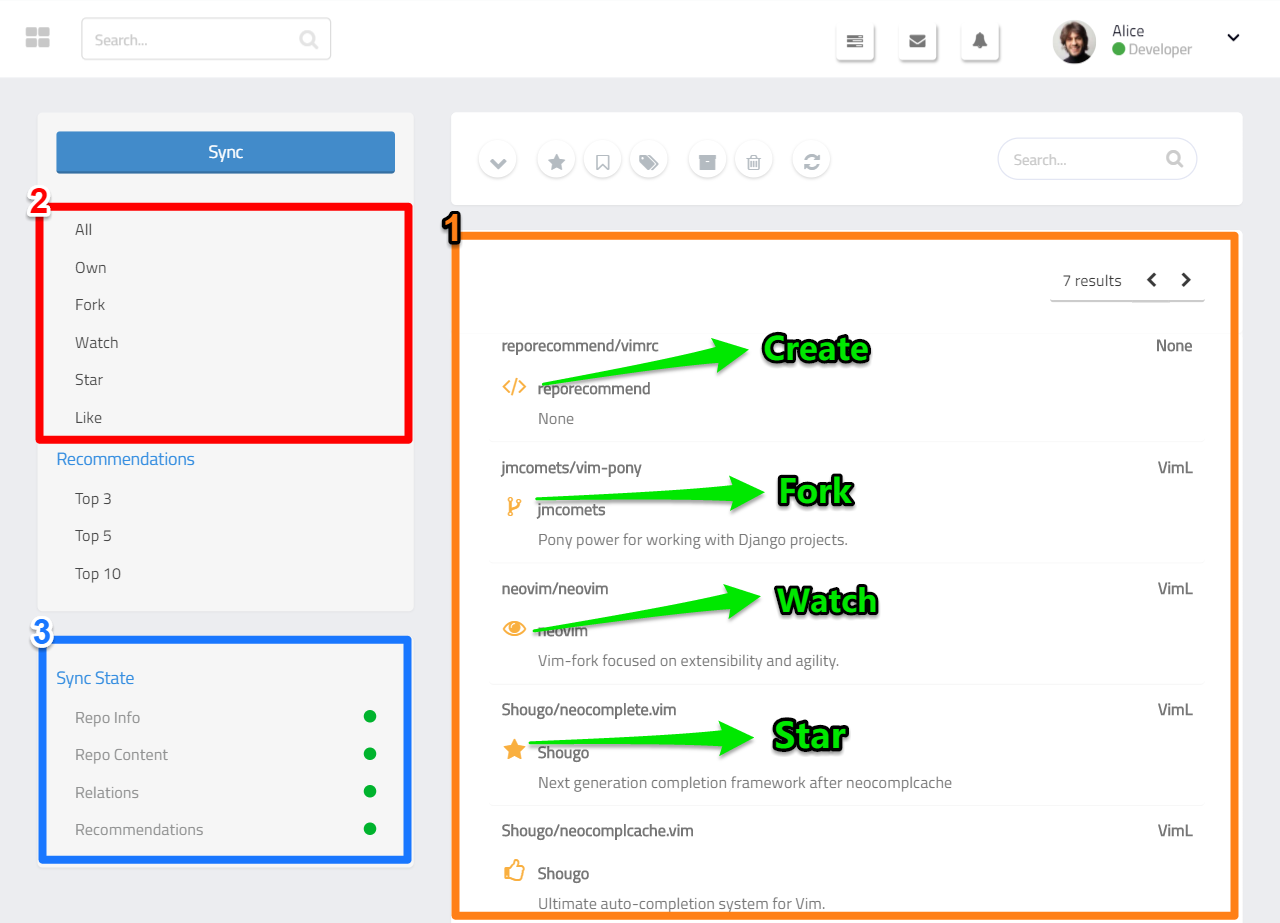 Search...
Alice
Developer
Sync
2
All
Own
Fork
Watch
Star
Like
Recommendations
Top 3
Top 5
Top 10
3
Sync State
Repo Info
Repo Content
Relations
Recommendations
Search...
1
7 results
reporecommend/vimrc
None
Create
reporecommend
None
jmcomets/vim-pony
VimL
Fork
jmcomets
Pony power for working with Django projects.
neovim/neovim
VimL
Watch
neovim
Vim-fork focused on extensibility and agility.
Shougo/neocomplete.vim
VimL
Star
Shougo
Next generation completion framework after neocomplcache
Shougo/neocomplcache.vim
VimL
Shougo
Ultimate auto-completion system for Vim.